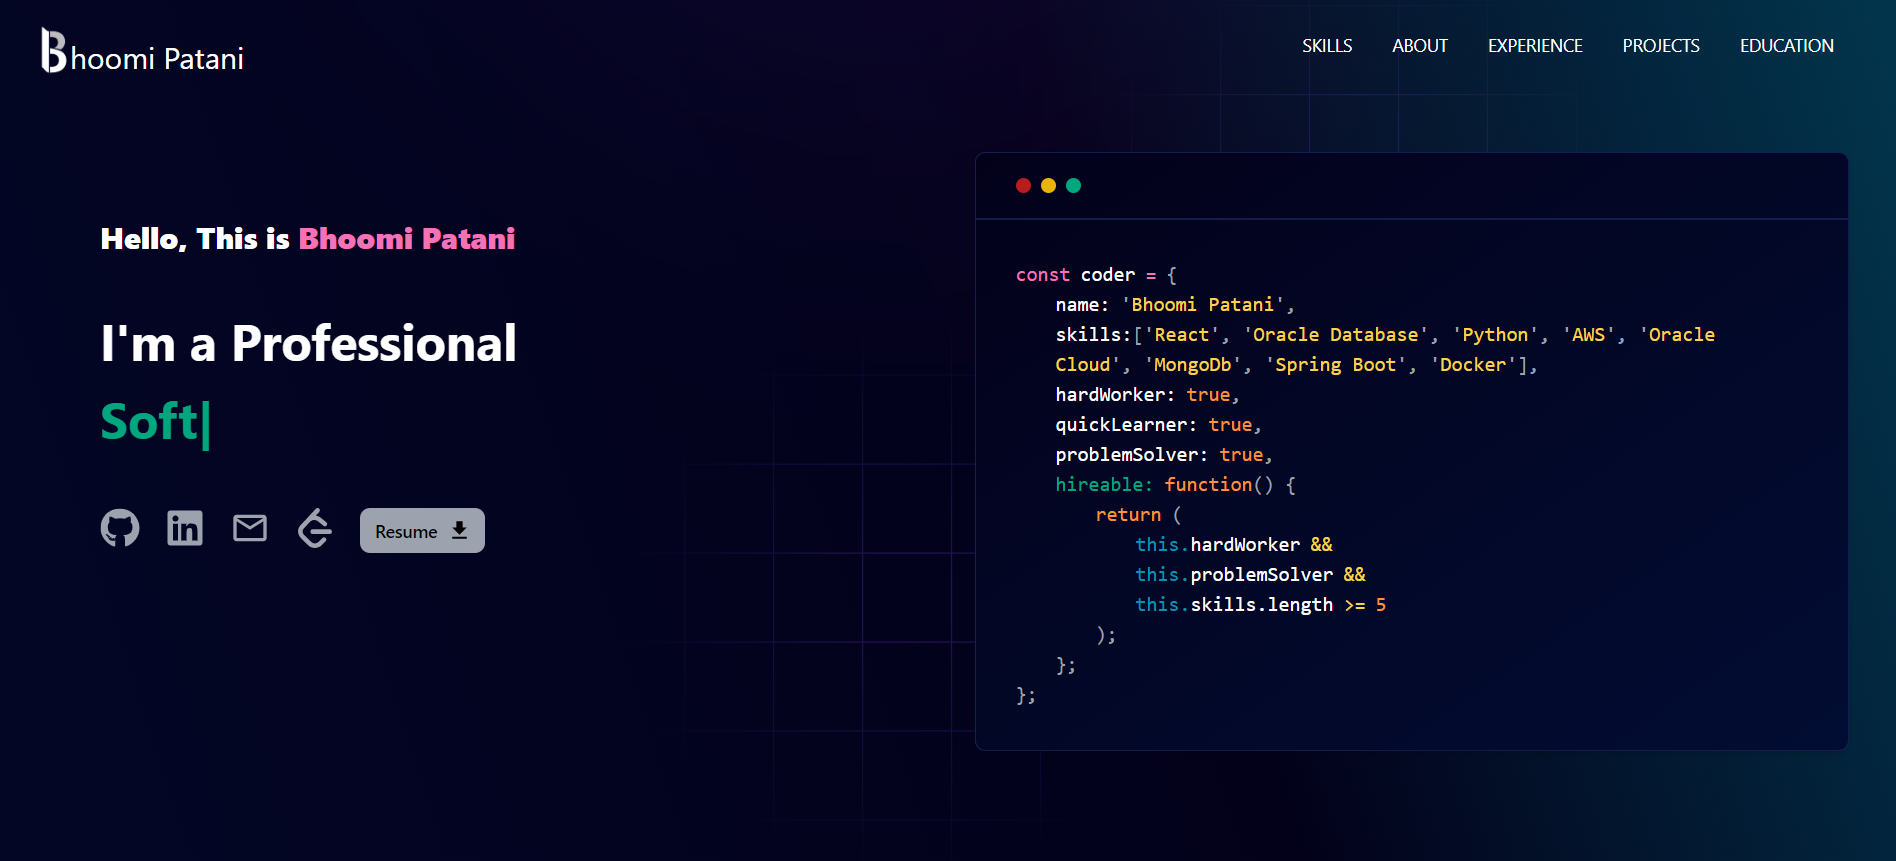 Bhoomi Patani
SKILLS ABOUT EXPERIENCE PROJECTS EDUCATION
Hello, This is Bhoomi Patani
I'm a Professional
Soft|
Resume
const coder = {
name: 'Bhoomi Patani',
skills:['React', 'Oracle Database', 'Python', 'AWS', 'Oracle
Cloud', 'MongoDb', 'Spring Boot', 'Docker'],
hardWorker: true,
quickLearner: true,
problemSolver: true,
hireable: function() {
return (
this.hardWorker &&
this.problemSolver &&
this.skills.length >= 5
);
};
};